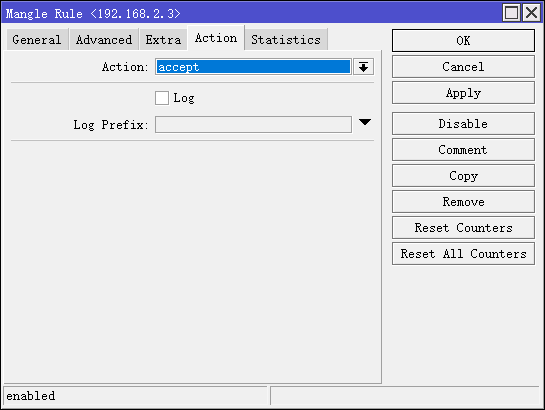 Mangle Rule <192.168.2.3>
General Advanced Extra Action Statistics
Action: accept
Log
Log Prefix:
OK
Cancel
Apply
Disable
Comment
Copy
Remove
Reset Counters
Reset All Counters
enabled